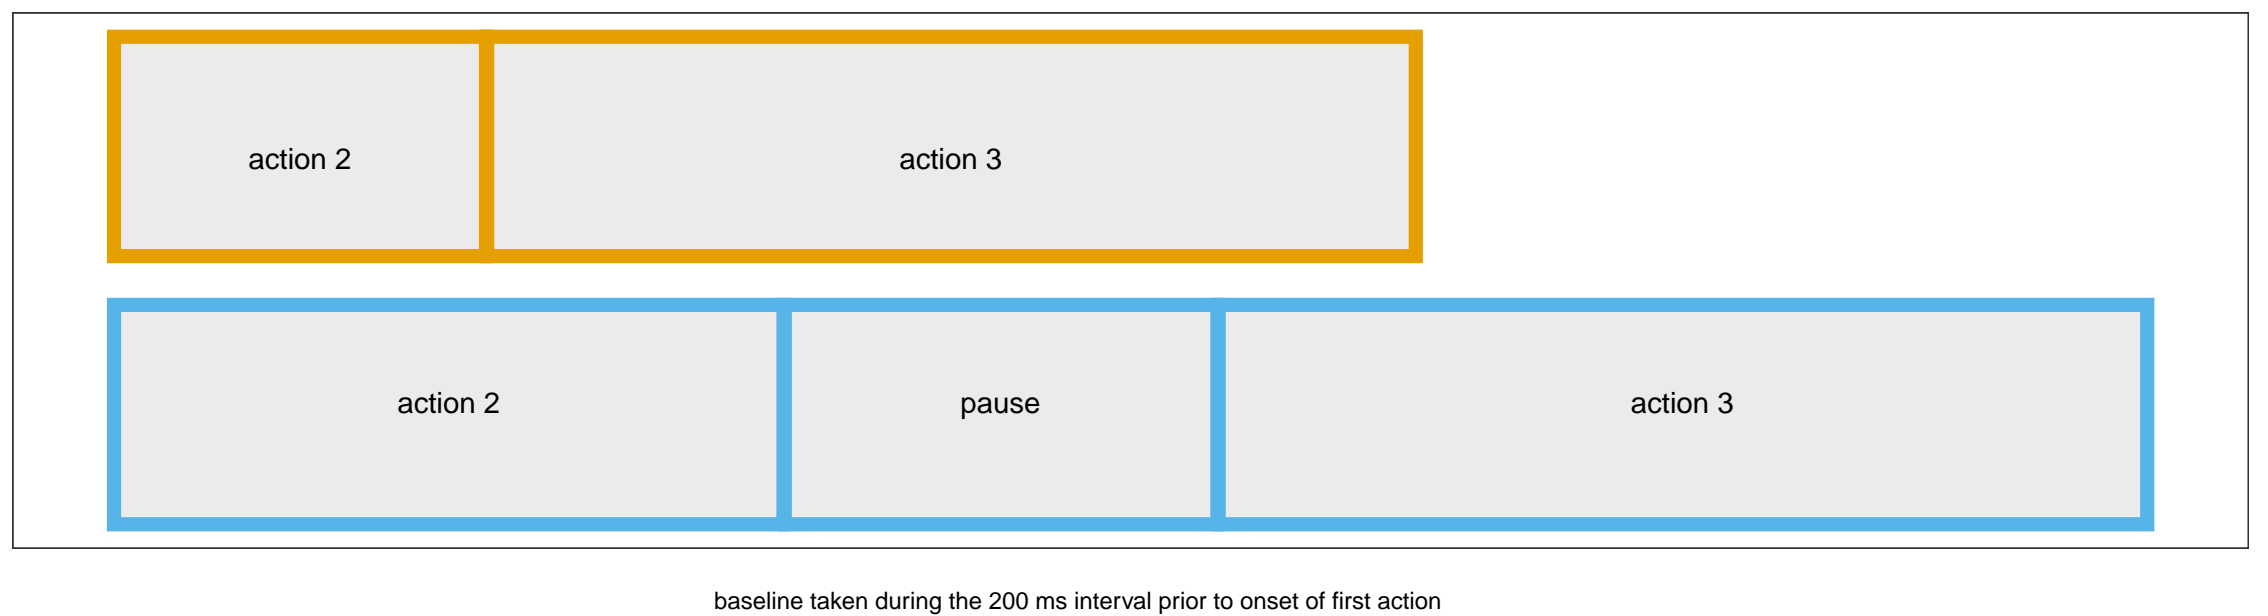 action 2
action 3
action 2
pause
action 3
baseline taken during the 200 ms interval prior to onset of first action